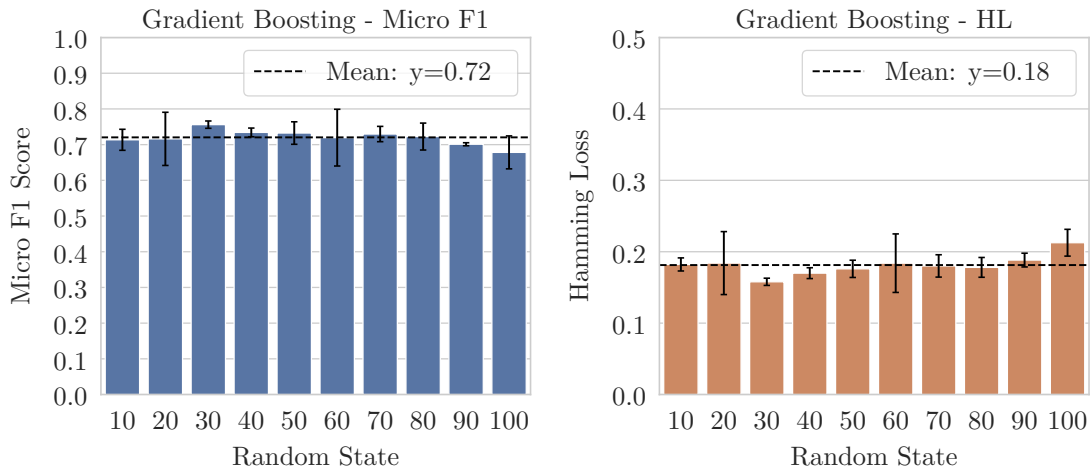 Gradient Boosting - Micro F1
Mean: y=0.72
Micro F1 Score
1.0
0.9
0.8
0.7
0.6
0.5
0.4
0.3
0.2
0.1
0.0
10 20 30 40 50 60 70 80 90 100
Random State
Gradient Boosting - HL
Mean: y=0.18
Hamming Loss
0.5
0.4
0.3
0.2
0.1
0.0
10 20 30 40 50 60 70 80 90 100
Random State